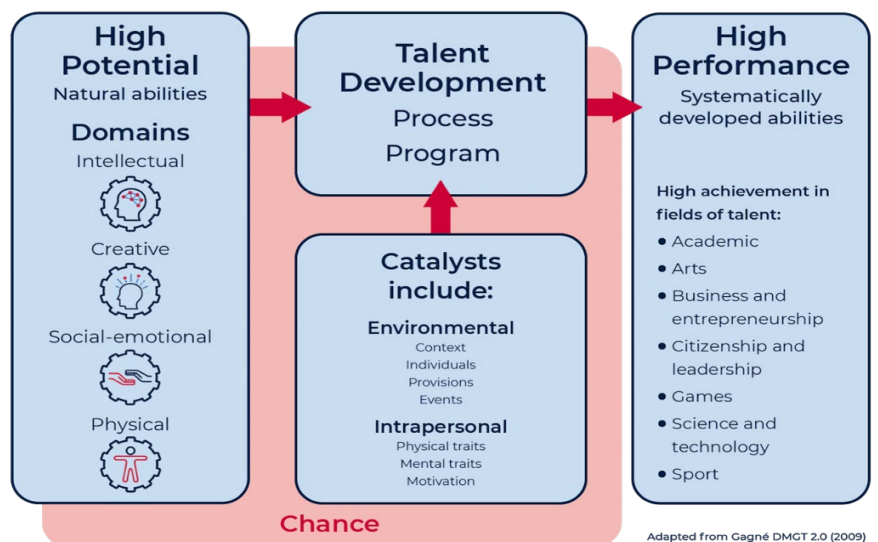 High
Potential
Natural abilities
Domains
Intellectual
Creative
Social-emotional
Physical
Talent
Development
Process
Program
Catalysts
include:
Environmental
Context
Individuals
Provisions
Events
Intrapersonal
Physical traits
Mental traits
Motivation
Chance
High
Performance
Systematically
developed abilities
High achievement in
fields of talent:
• Academic
• Arts
• Business and
entrepreneurship
• Citizenship and
leadership
• Games
• Science and
technology
• Sport
Adapted from Gagné DMGT 2.0 (2009)